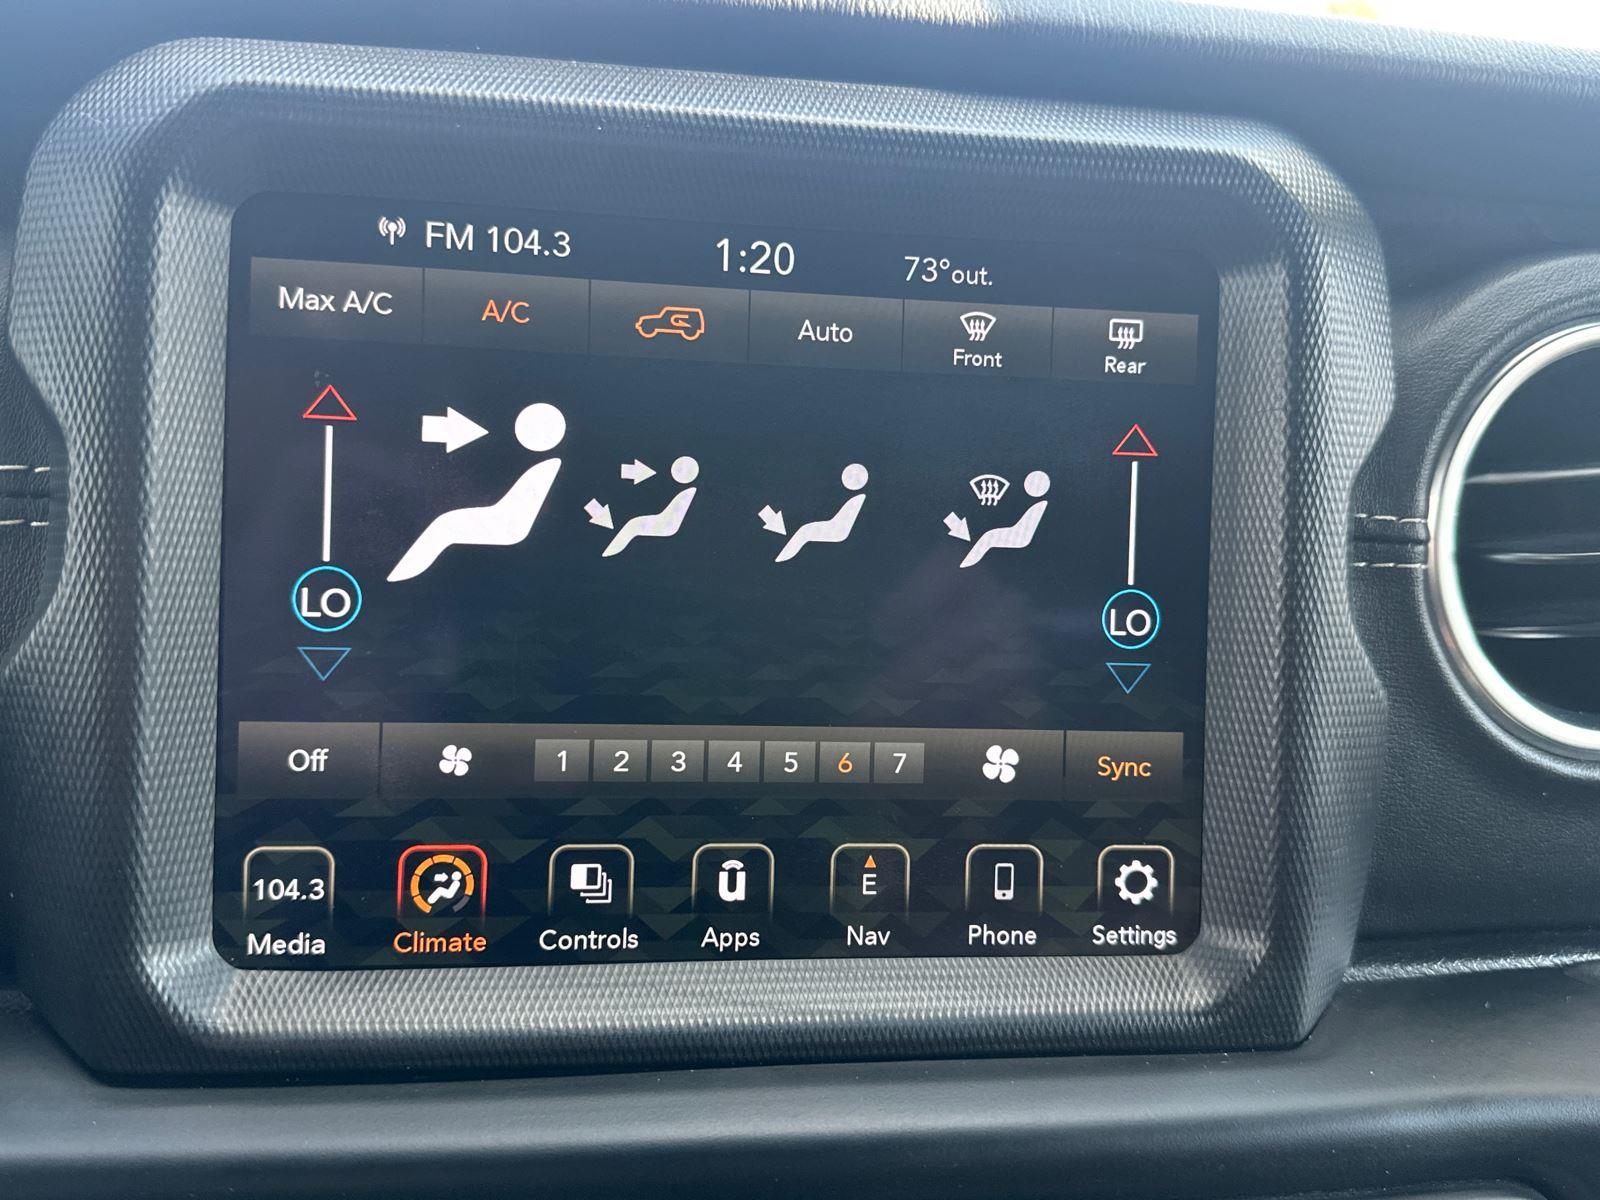 FM 104.3
1:20
73°out.
Max A/C
A/C
Auto
Front
Rear
LO
LO
Off
1 2 3 4 5 6 7
Sync
104.3
E
Media
Climate
Controls
Apps
Nav
Phone
Settings